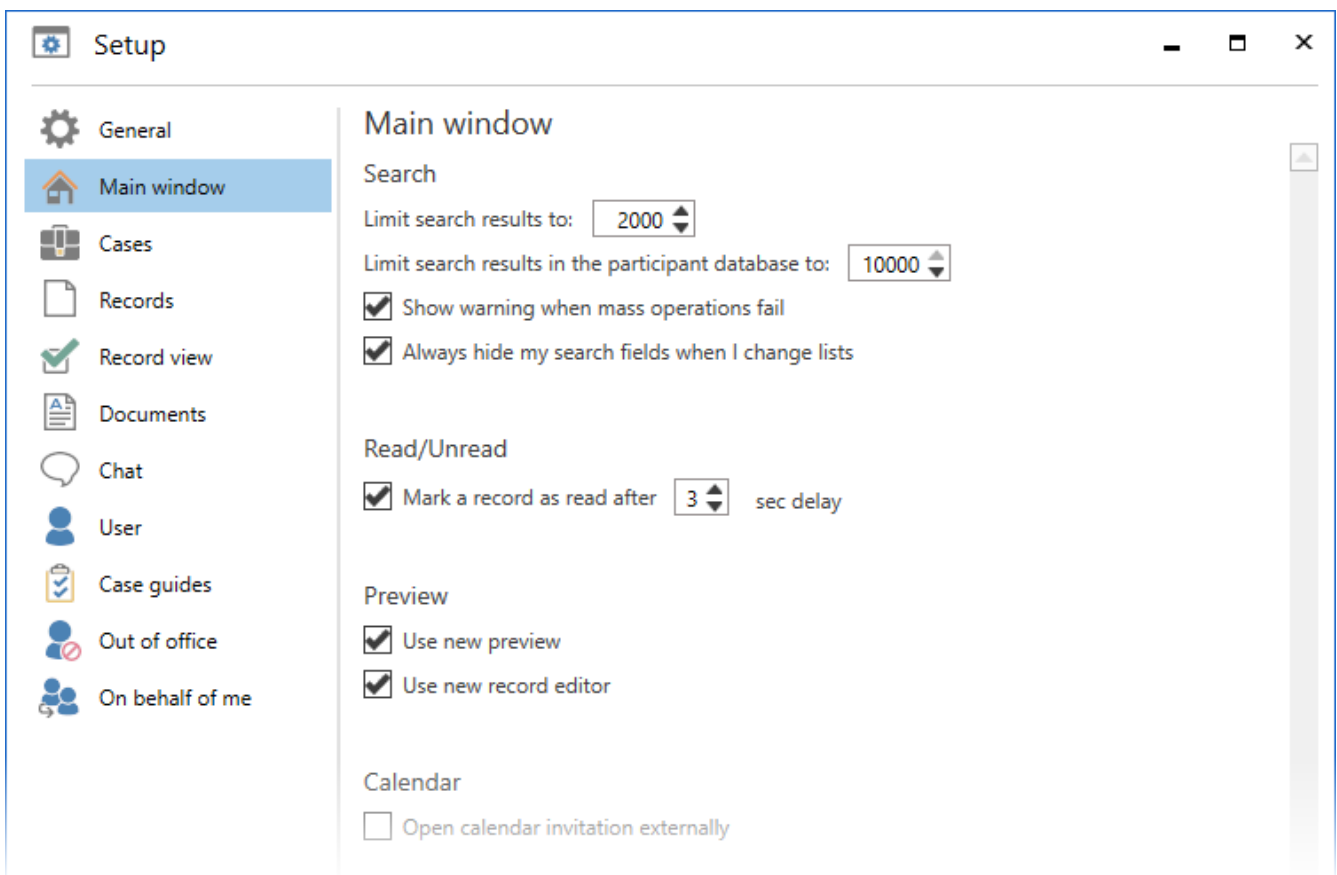 Setup
General
Main window
Cases
Records
Record view
Documents
Chat
User
Case guides
Out of office
On behalf of me
Main window
Search
Limit search results to: 2000
Limit search results in the participant database to: 10000
Show warning when mass operations fail
Always hide my search fields when I change lists
Read/Unread
Mark a record as read after 3 sec delay
Preview
Use new preview
Use new record editor
Calendar
Open calendar invitation externally